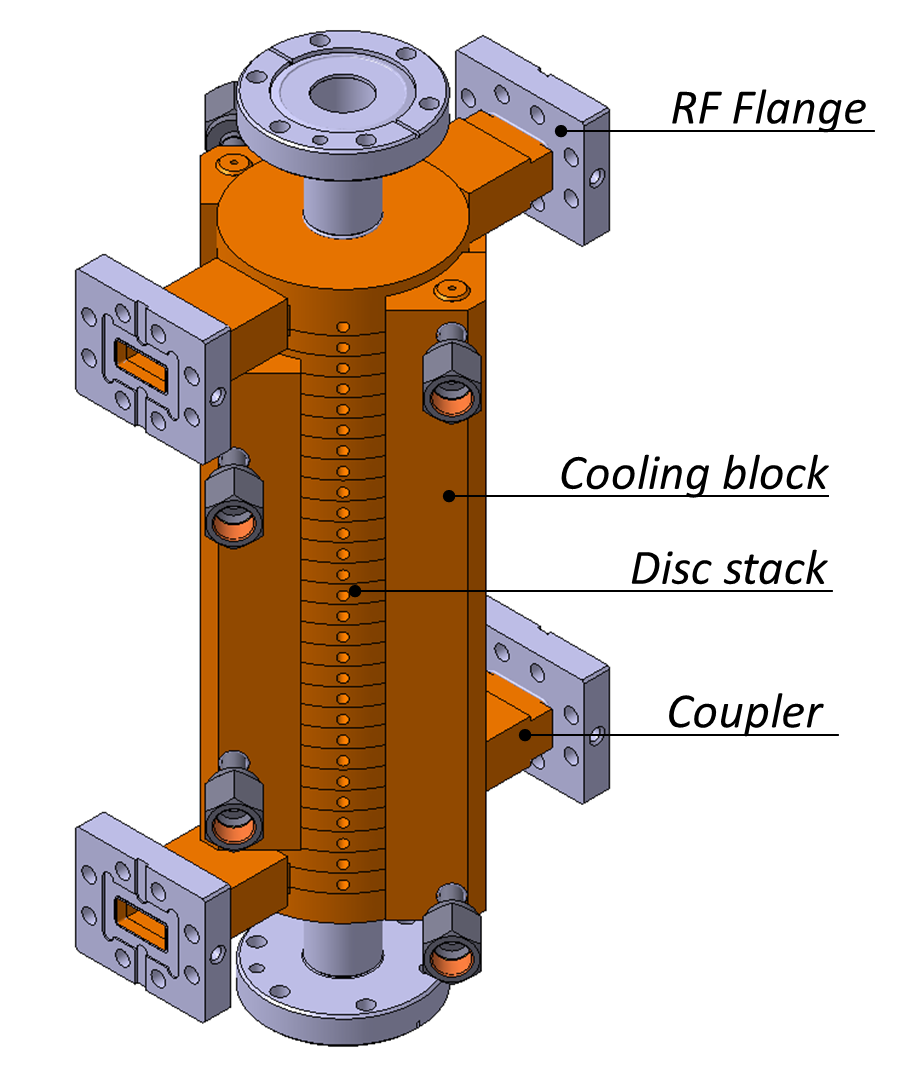 RF Flange
Cooling block
Disc stack
Coupler